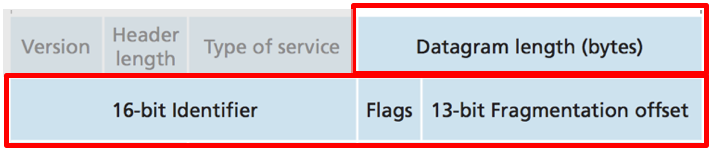 Version Header length Type of service Datagram length (bytes)
16-bit Identifier Flags 13-bit Fragmentation offset